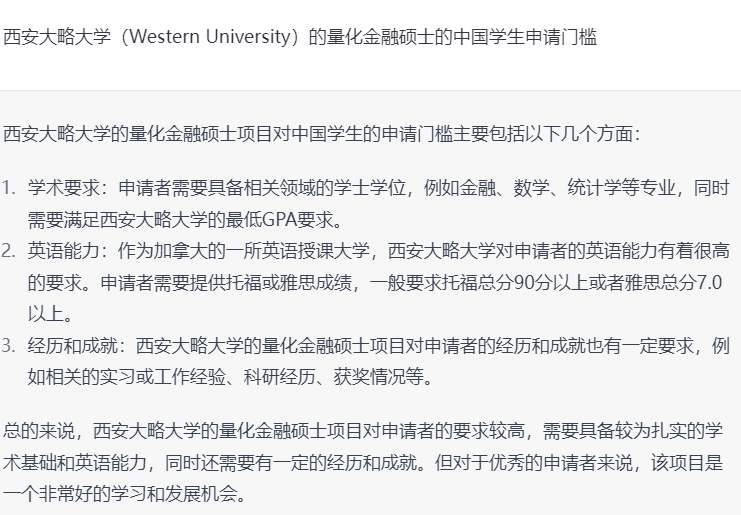 西安大略大学（Western University）的量化金融硕士的中国学生申请门槛
西安大略大学的量化金融硕士项目对中国学生的申请门槛主要包括以下几个方面：
1. 学术要求：申请者需要具备相关领域的学士学位，例如金融、数学、统计学等专业，同时
需要满足西安大略大学的最低GPA要求。
2. 英语能力：作为加拿大的一所英语授课大学，西安大略大学对申请者的英语能力有着很高
的要求。申请者需要提供托福或雅思成绩，一般要求托福总分90分以上或者雅思总分7.0
以上。
3. 经历和成就：西安大略大学的量化金融硕士项目对申请者的经历和成就也有一定要求，例
如相关的实习或工作经验、科研经历、获奖情况等。
总的来说，西安大略大学的量化金融硕士项目对申请者的要求较高，需要具备较为扎实的学
术基础和英语能力，同时还需要有一定的经历和成就。但对于优秀的申请者来说，该项目是
一个非常好的学习和发展机会。